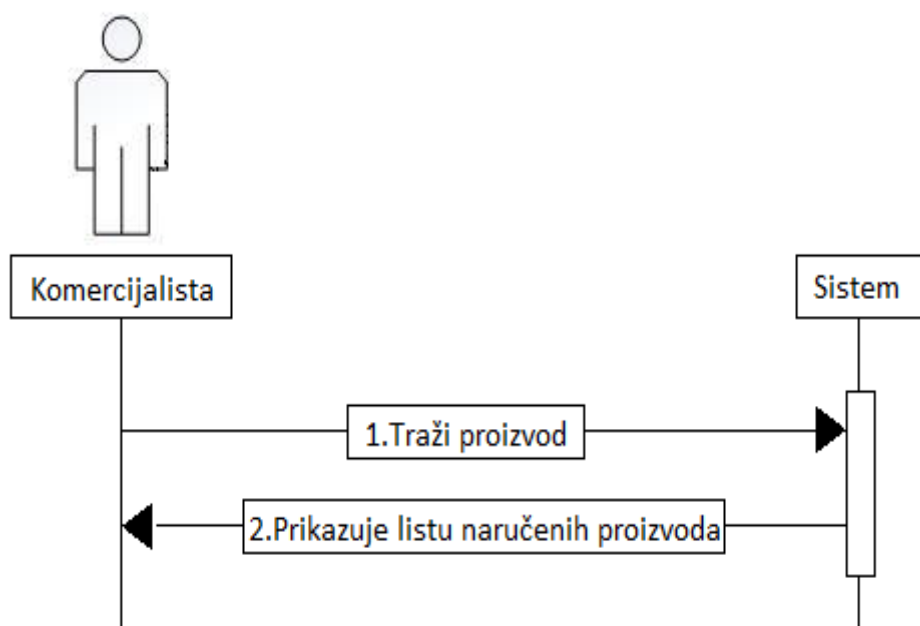 Komercijalista
Sistem
1.Traži proizvod
2.Prikazuje listu naručenih proizvoda